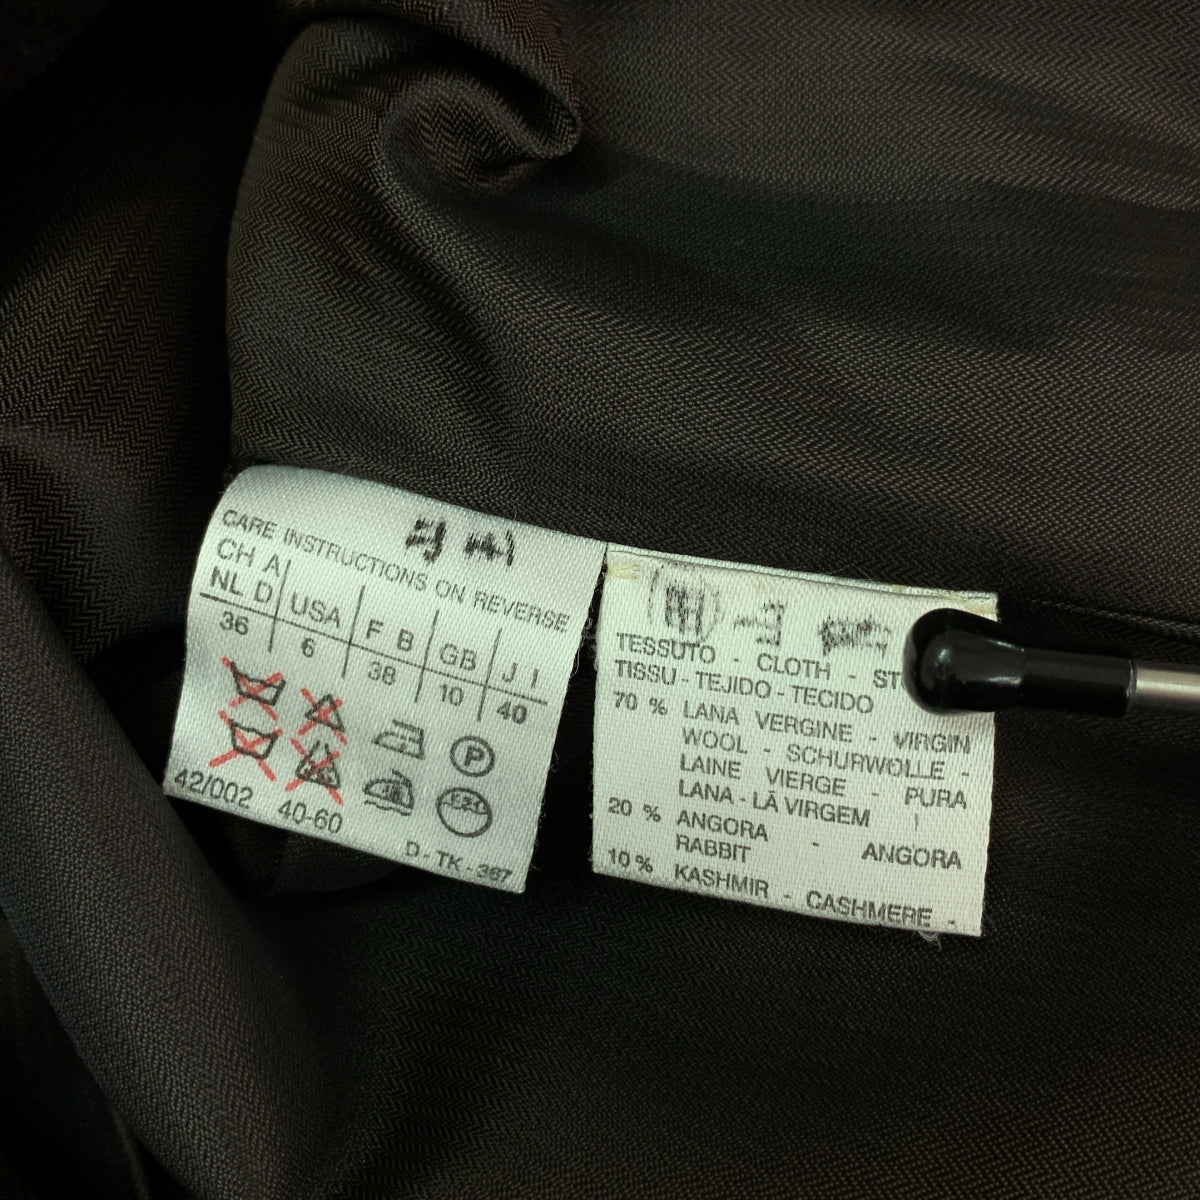 CARE INSTRUCTIONS ON REVERSE
CH A
NL D USA F B GB J I
36 6 38 10 40
P
42/002 40-60
D - TK - 367
TESSUTO - CLOTH - ST
TISSU - TEJIDO - TECIDO
70 % LANA VERGINE - VIRGIN
WOOL - SCHURWOLLE -
LAINE VIERGE - PURA
LANA - LÃ VIRGEM
20 % ANGORA - ANGORA
RABBIT
10 % KASHMIR - CASHMERE -